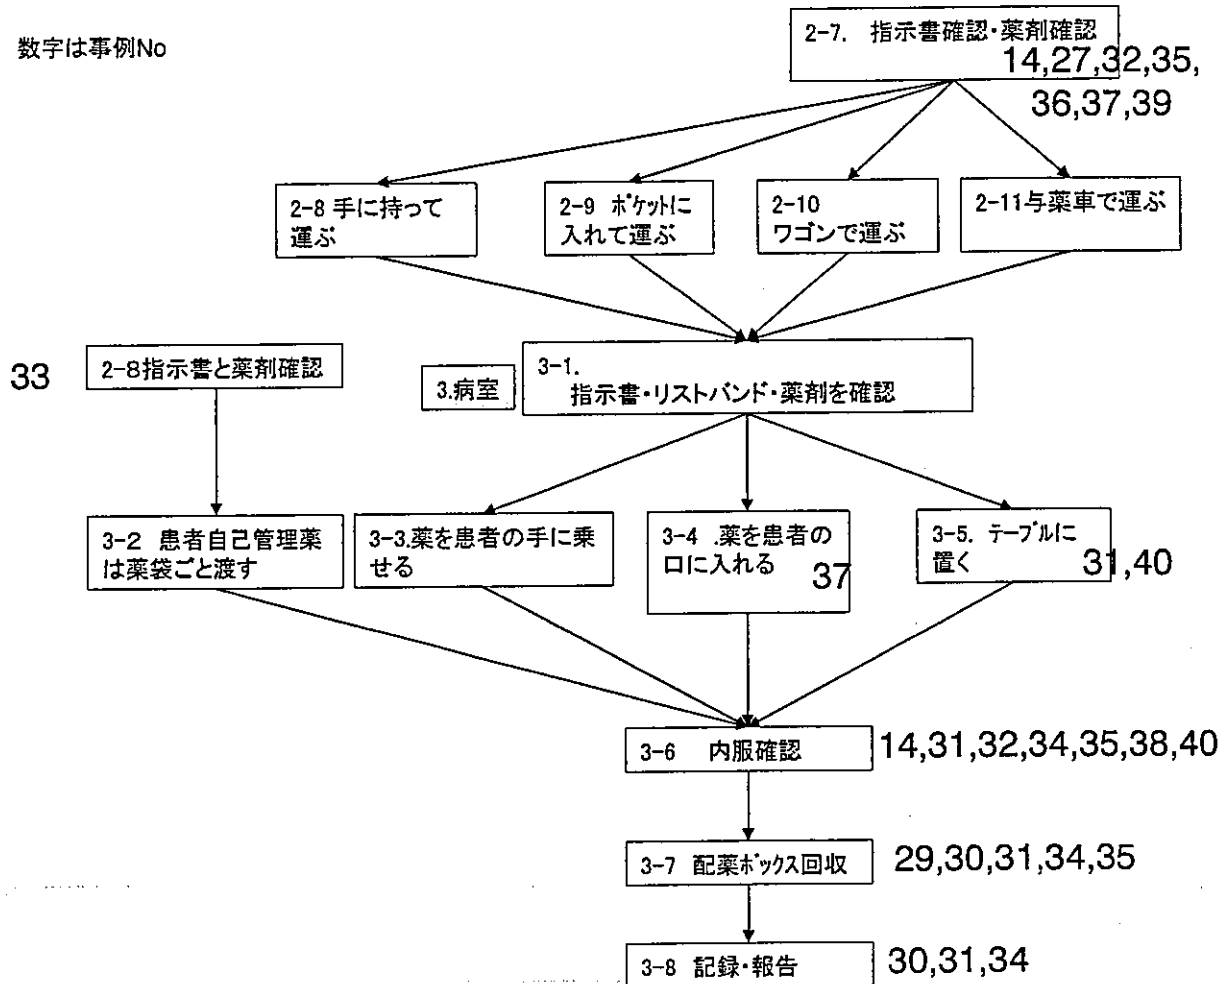 数字は事例No
2-7. 指示書確認・薬剤確認
14,27,32,35,
36,37,39
2-8 手に持って
運ぶ
2-9 ポケットに
入れて運ぶ
2-10
ワゴンで運ぶ
2-11与薬車で運ぶ
33
2-8指示書と薬剤確認
3.病室
3-1.
指示書・リストバンド・薬剤を確認
3-2 患者自己管理薬
は薬袋ごと渡す
3-3.薬を患者の手に乗
せる
3-4 .薬を患者の
口に入れる
37
3-5. テーブルに
置く
31,40
3-6 内服確認
14,31,32,34,35,38,40
3-7 配薬ボックス回収
29,30,31,34,35
3-8 記録・報告
30,31,34